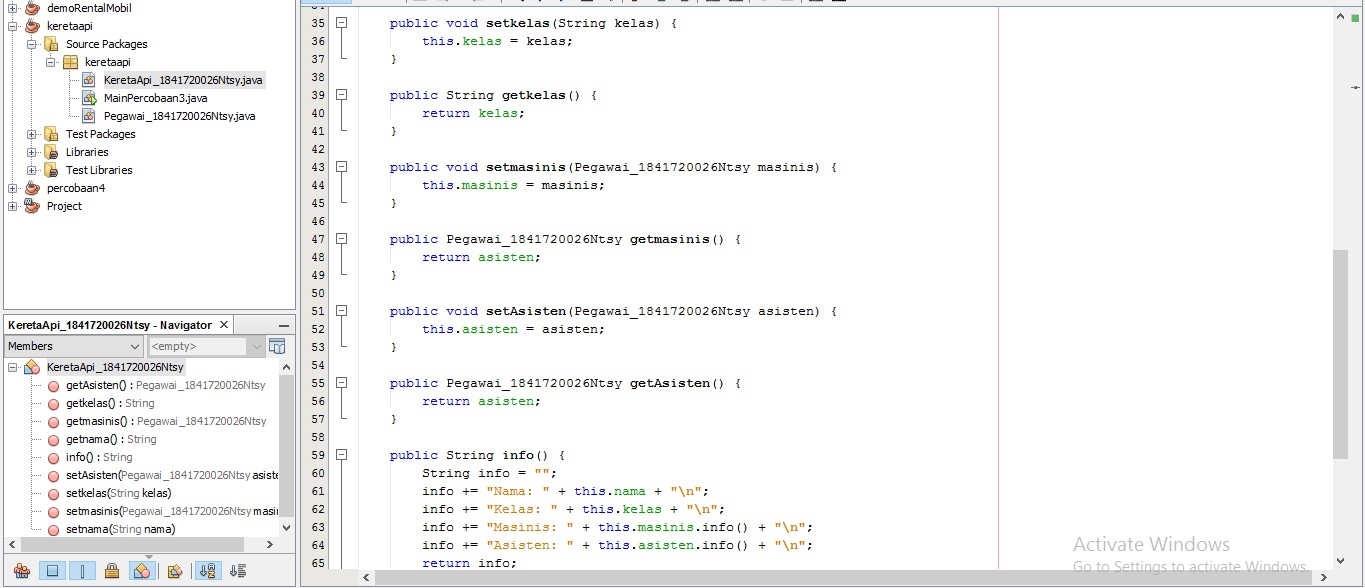 demoRentalMobil
keretaapi
Source Packages
keretaapi
KeretaApi_1841720026Ntsy.java
MainPercobaan3.java
Pegawai_1841720026Ntsy.java
Test Packages
Libraries
Test Libraries
percobaan4
Project
KeretaApi_1841720026Ntsy - Navigator
Members
<empty>
KeretaApi_1841720026Ntsy
getAsisten() : Pegawai_1841720026Ntsy
getkelas() : String
getmasinis() : Pegawai_1841720026Ntsy
getnama() : String
info() : String
setAsisten(Pegawai_1841720026Ntsy asiste
setkelas(String kelas)
setmasinis(Pegawai_1841720026Ntsy masi
setnama(String nama)
35 public void setkelas(String kelas) {
36 this.kelas = kelas;
37 }
38
39 public String getkelas() {
40 return kelas;
41 }
42
43 public void setmasinis(Pegawai_1841720026Ntsy masinis) {
44 this.masinis = masinis;
45 }
46
47 public Pegawai_1841720026Ntsy getmasinis() {
48 return asisten;
49 }
50
51 public void setAsisten(Pegawai_1841720026Ntsy asisten) {
52 this.asisten = asisten;
53 }
54
55 public Pegawai_1841720026Ntsy getAsisten() {
56 return asisten;
57 }
58
59 public String info() {
60 String info = "";
61 info += "Nama: " + this.nama + "\n";
62 info += "Kelas: " + this.kelas + "\n";
63 info += "Masinis: " + this.masinis.info() + "\n";
64 info += "Asisten: " + this.asisten.info() + "\n";
65 return info;
Activate Windows
Go to Settings to activate Windows.